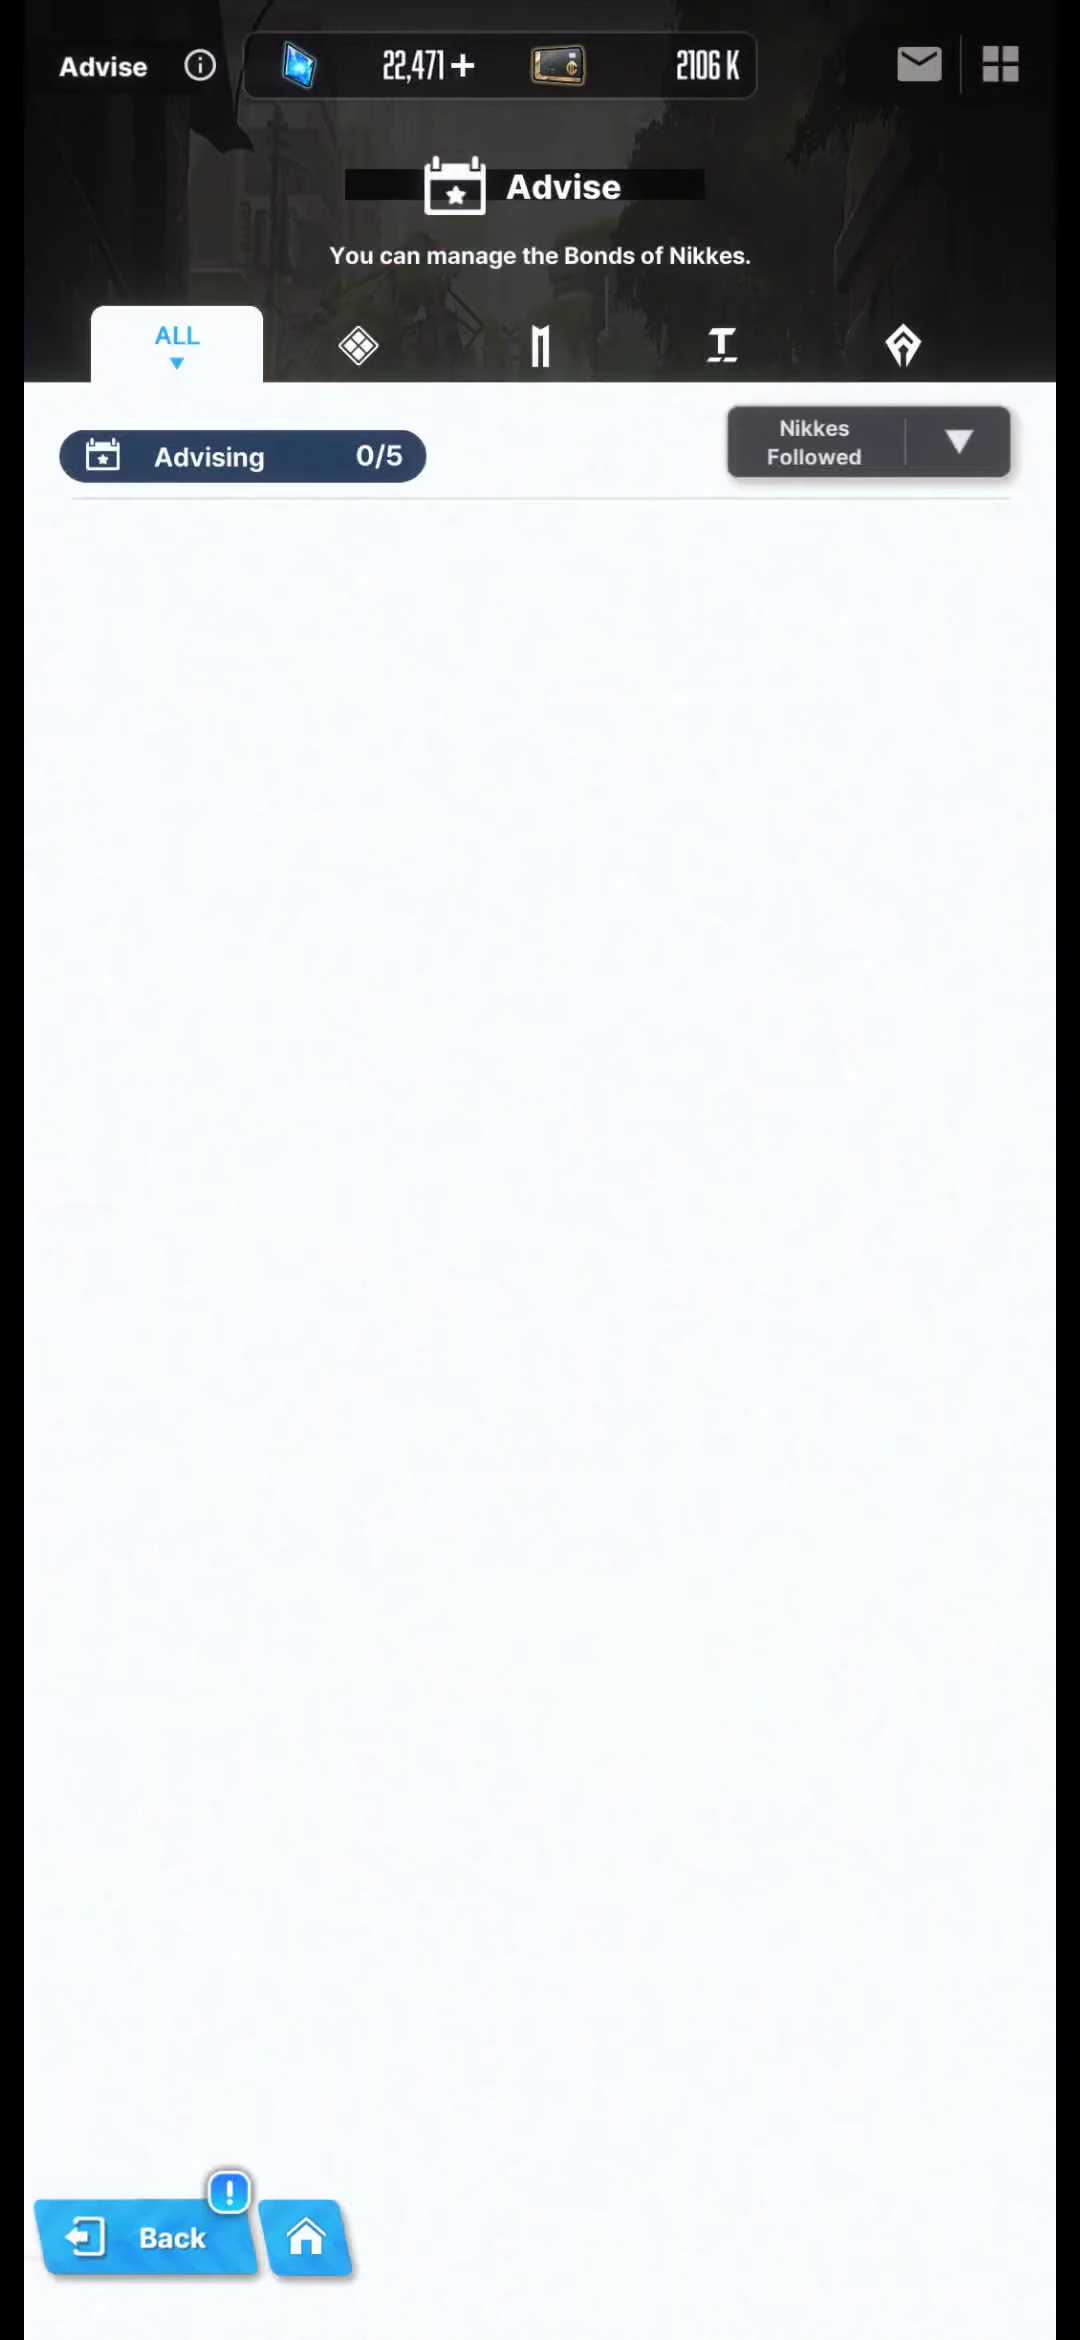 Advise
22,471+
2106 K
Advise
You can manage the Bonds of Nikkes.
ALL
Advising 0/5
Nikkes
Followed
Back